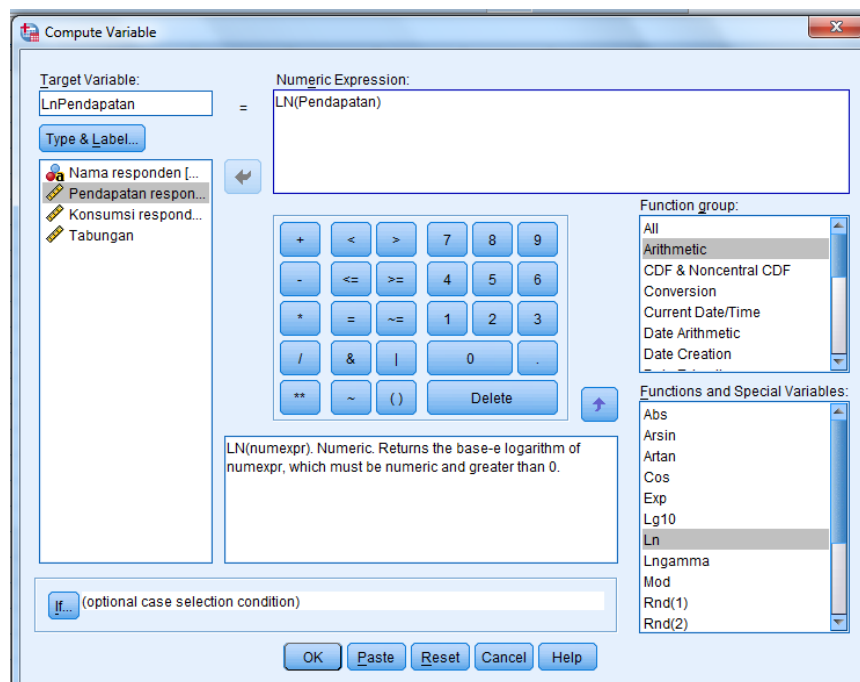 Compute Variable
Target Variable:
LnPendapatan
=
Numeric Expression:
LN(Pendapatan)
Type & Label...
Nama responden [...
Pendapatan respon...
Konsumsi respond...
Tabungan
+ < > 7 8 9
- <= >= 4 5 6
* = ~= 1 2 3
/ & | 0 .
** ~ ( ) Delete
Function group:
All
Arithmetic
CDF & Noncentral CDF
Conversion
Current Date/Time
Date Arithmetic
Date Creation
LN(numexpr). Numeric. Returns the base-e logarithm of
numexpr, which must be numeric and greater than 0.
Functions and Special Variables:
Abs
Arsin
Artan
Cos
Exp
Lg10
Ln
Lngamma
Mod
Rnd(1)
Rnd(2)
If... (optional case selection condition)
OK Paste Reset Cancel Help